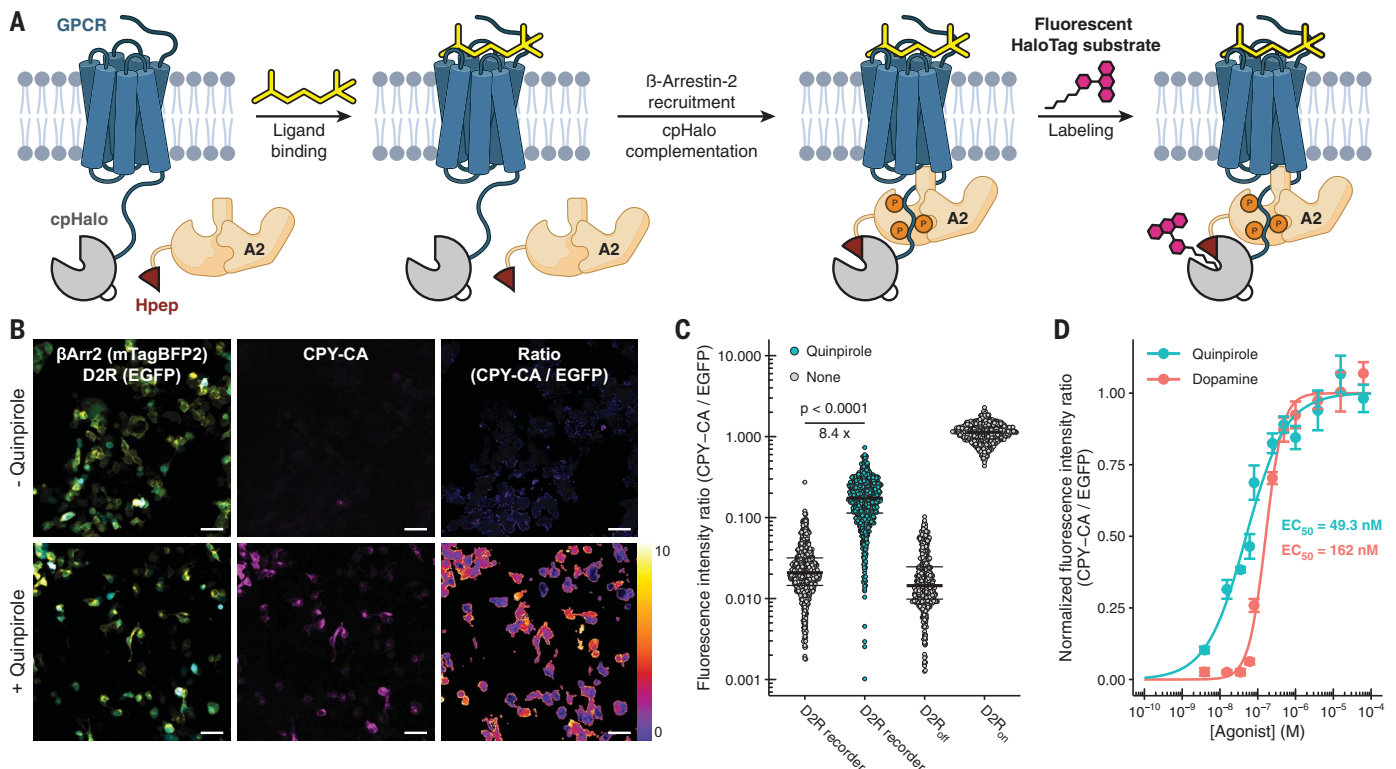 A
GPCR
Ligand
binding
ß-Arrestin-2
recruitment
cpHalo
complementation
Fluorescent
HaloTag substrate
Labeling
cpHalo
A2
Hpep
A2
P
P
P
A2
P
P
P
A2
B
βArr2 (mTagBFP2)
D2R (EGFP)
CPY-CA
Ratio
(CPY-CA / EGFP)
- Quinpirole
+ Quinpirole
10
0
C
Quinpirole
None
p < 0.0001
8.4 x
Fluorescence intensity ratio (CPY–CA / EGFP)
10.000
1.000
0.100
0.010
0.001
D2R recorder
D2R recorder
D2Roff
D2Ron
D
Quinpirole
Dopamine
Normalized fluorescence intensity ratio
(CPY–CA / EGFP)
1.00
0.75
0.50
0.25
0.00
EC50 = 49.3 nM
EC50 = 162 nM
10⁻¹⁰ 10⁻⁹ 10⁻⁸ 10⁻⁷ 10⁻⁶ 10⁻⁵ 10⁻⁴
[Agonist] (M)